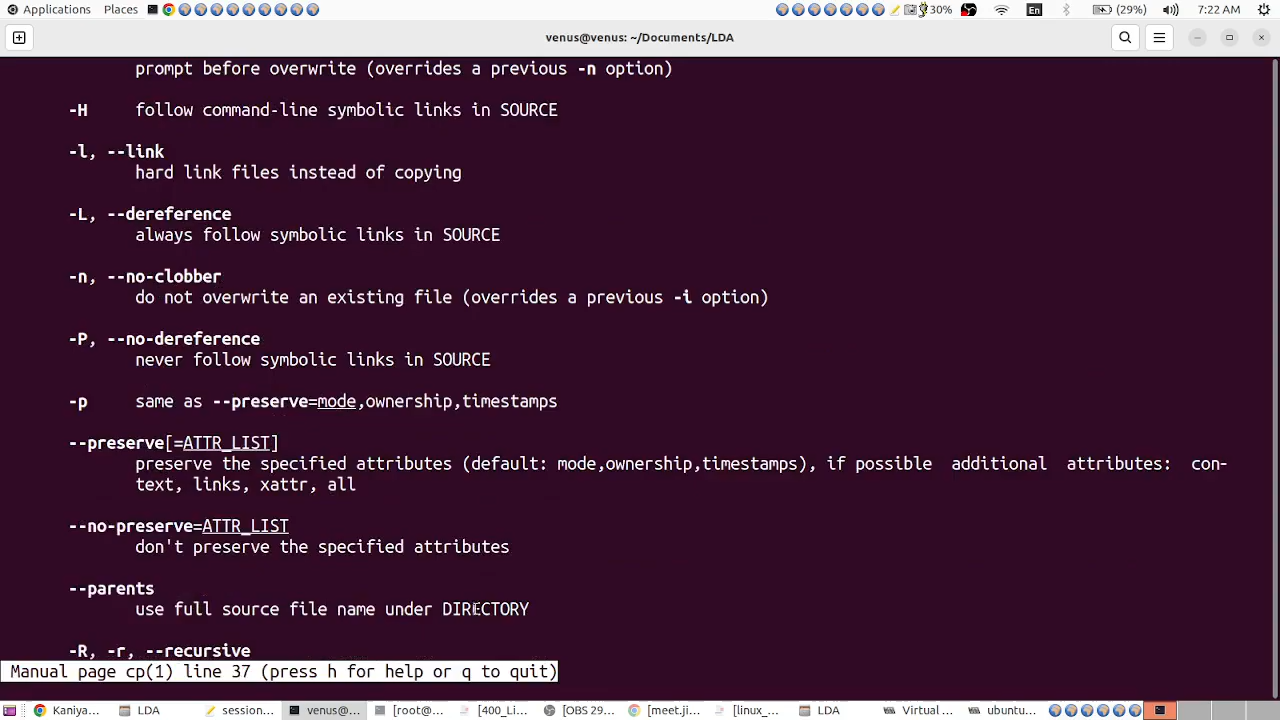 Applications Places 30% En (29%) 7:22 AM
venus@venus: ~/Documents/LDA
prompt before overwrite (overrides a previous -n option)
-H follow command-line symbolic links in SOURCE
-l, --link
hard link files instead of copying
-L, --dereference
always follow symbolic links in SOURCE
-n, --no-clobber
do not overwrite an existing file (overrides a previous -i option)
-P, --no-dereference
never follow symbolic links in SOURCE
-p same as --preserve=mode,ownership,timestamps
--preserve[=ATTR_LIST]
preserve the specified attributes (default: mode,ownership,timestamps), if possible additional attributes: con-
text, links, xattr, all
--no-preserve=ATTR_LIST
don't preserve the specified attributes
--parents
use full source file name under DIRECTORY
-R, -r, --recursive
Manual page cp(1) line 37 (press h for help or q to quit)
Kaniya... LDA session... venus@... [root@... [400_Li... [OBS 29... [meet.ji... [linux_... LDA Virtual ... ubuntu...